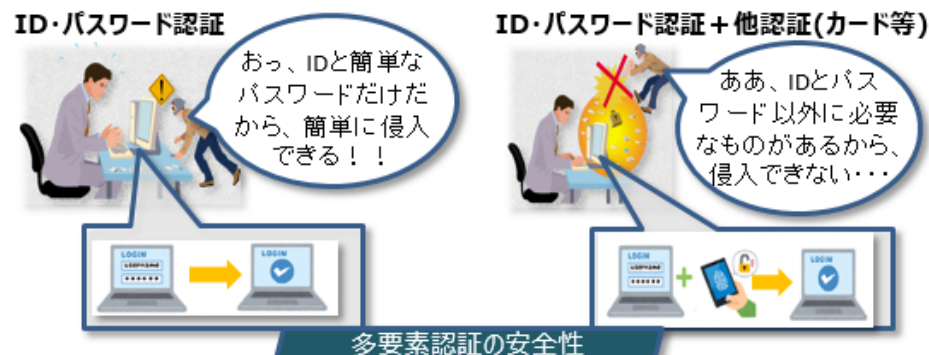 ID・パスワード認証
おっ、IDと簡単な
パスワードだけだ
から、簡単に侵入
できる！！
LOGIN
username
LOGIN
ID・パスワード認証＋他認証(カード等)
ああ、IDとパス
ワード以外に必要
なものがあるから、
侵入できない・・・
LOGIN
username
LOGIN
多要素認証の安全性